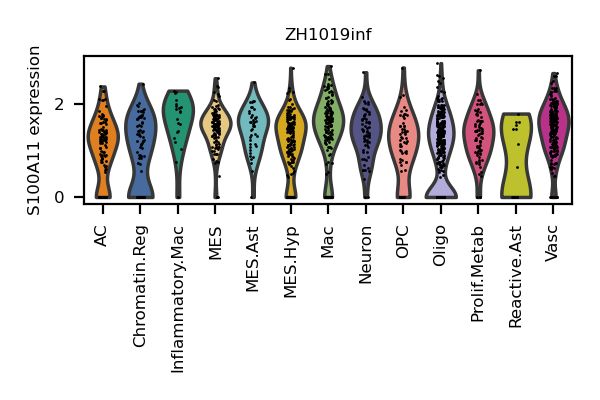 ZH1019inf
S100A11 expression
2
0
AC
Chromatin.Reg
Inflammatory.Mac
MES
MES.Ast
MES.Hyp
Mac
Neuron
OPC
Oligo
Prolif.Metab
Reactive.Ast
Vasc